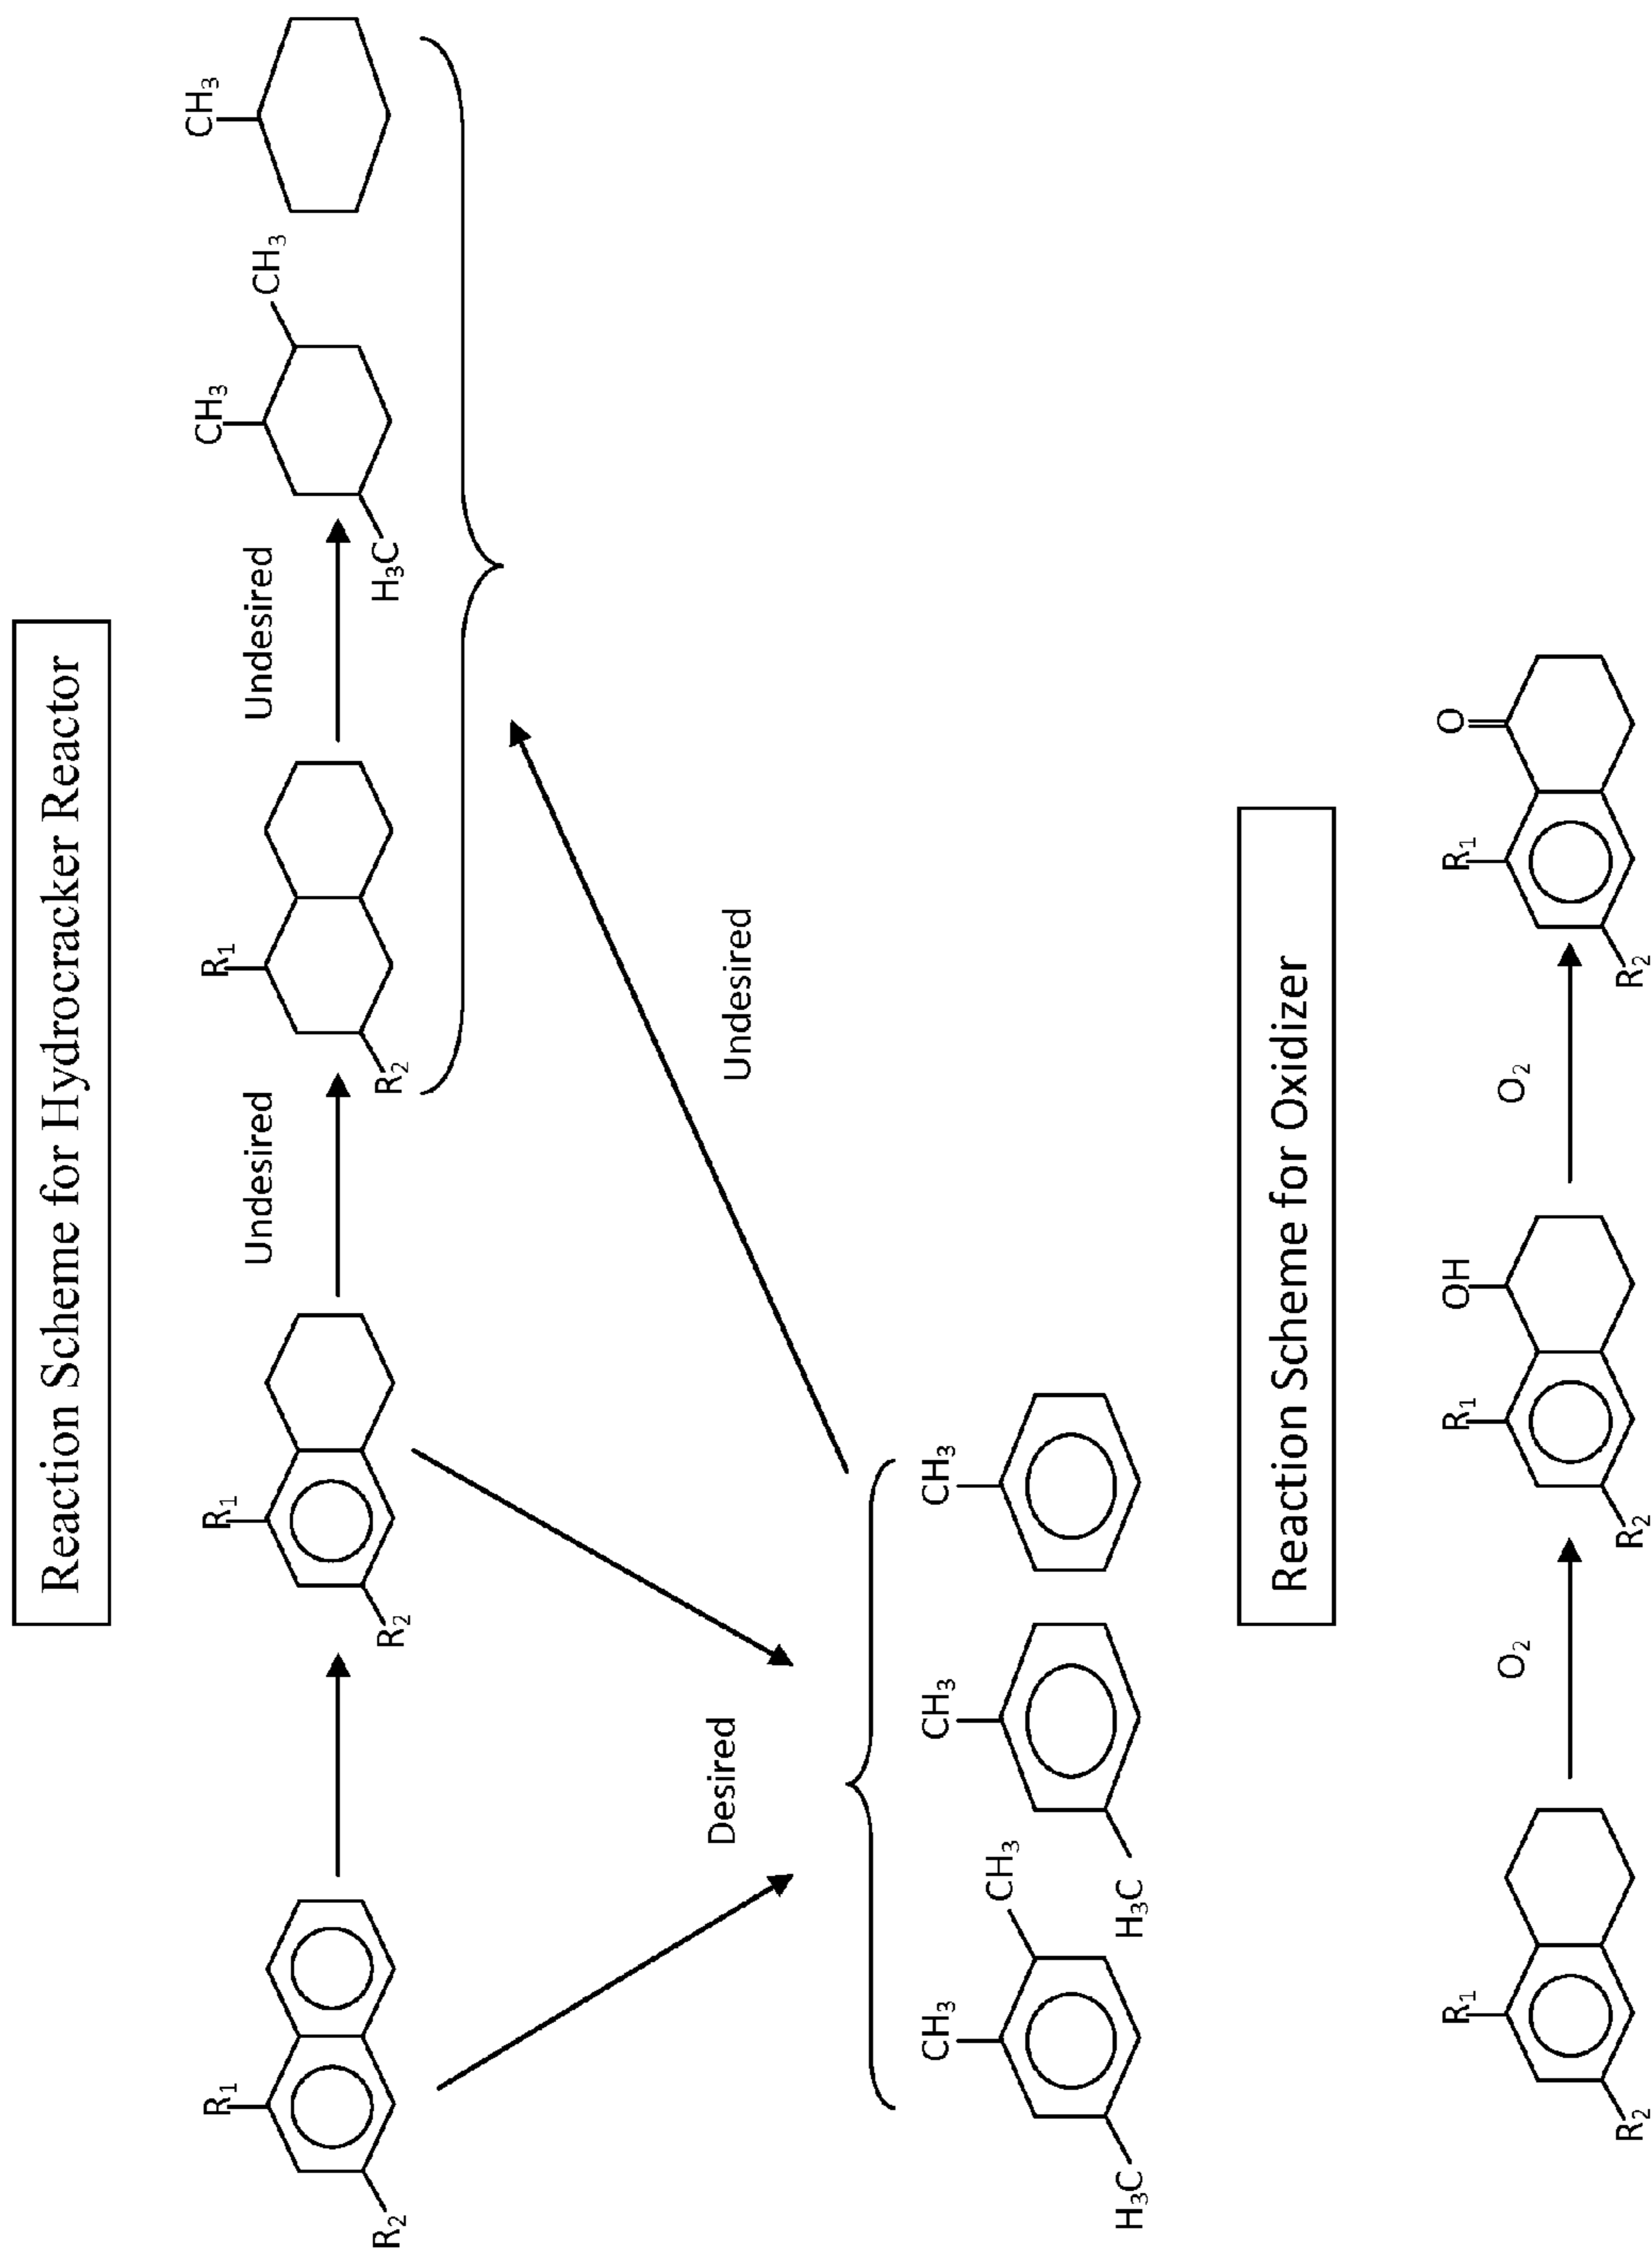 Reaction Scheme for Hydrocracker Reactor
R1
R2
R1
R2
Undesired
R1
R2
Undesired
CH3
CH3
H3C
CH3
Desired
Undesired
CH3
CH3
H3C
CH3
H3C
CH3
Reaction Scheme for Oxidizer
R1
R2
O2
R1
OH
R2
O2
R1
O
R2